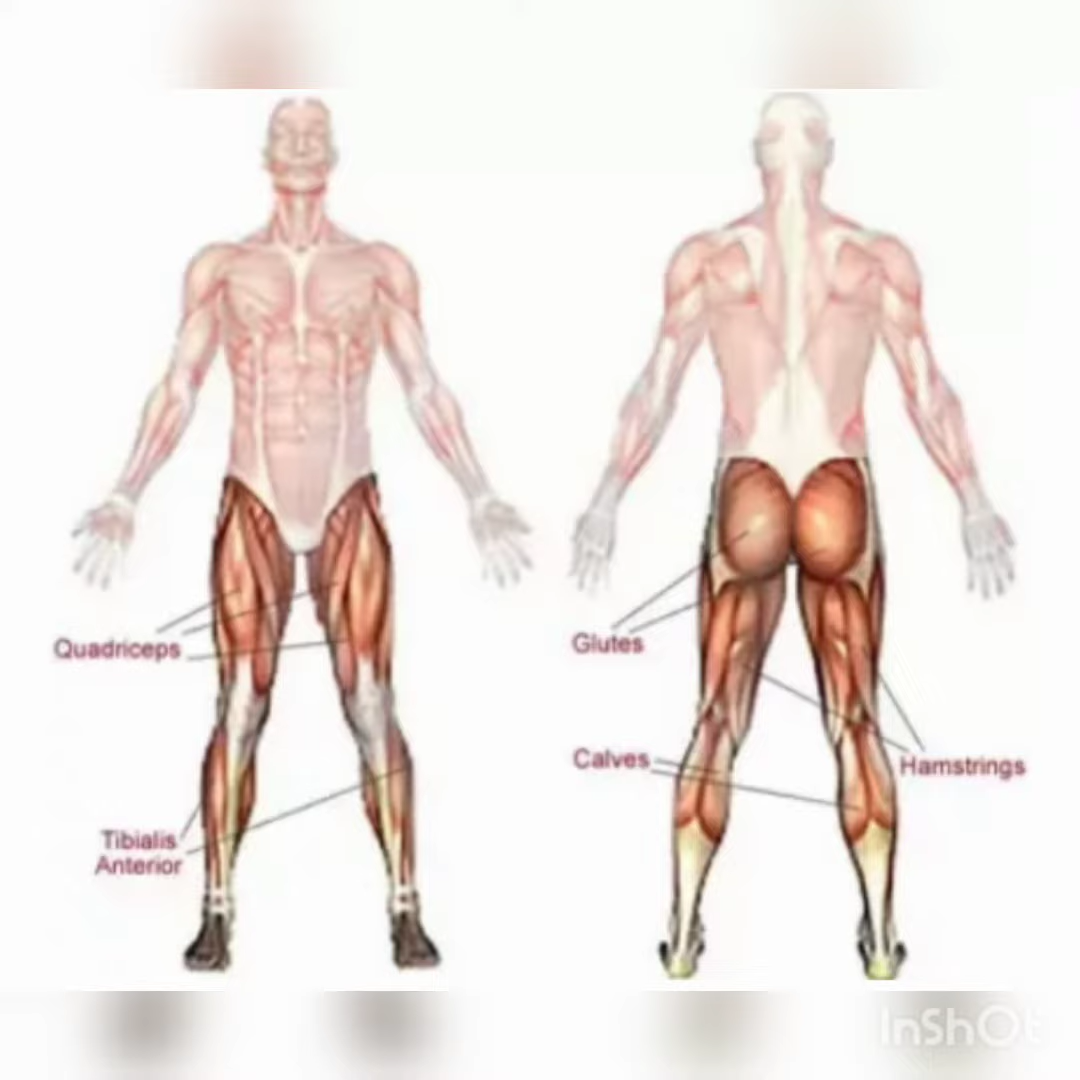 Quadriceps
Glutes
Calves
Hamstrings
Tibialis
Anterior
InShOt